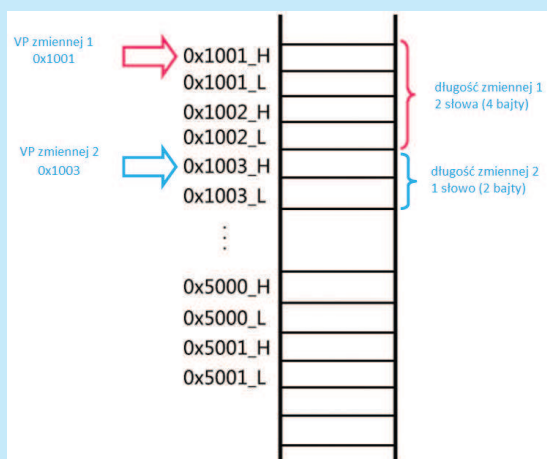 VP zmiennej 1
0x1001
0x1001_H
0x1001_L
0x1002_H
0x1002_L
długość zmiennej 1
2 słowa (4 bajty)
VP zmiennej 2
0x1003
0x1003_H
0x1003_L
długość zmiennej 2
1 słowo (2 bajty)
⋮
0x5000_H
0x5000_L
0x5001_H
0x5001_L